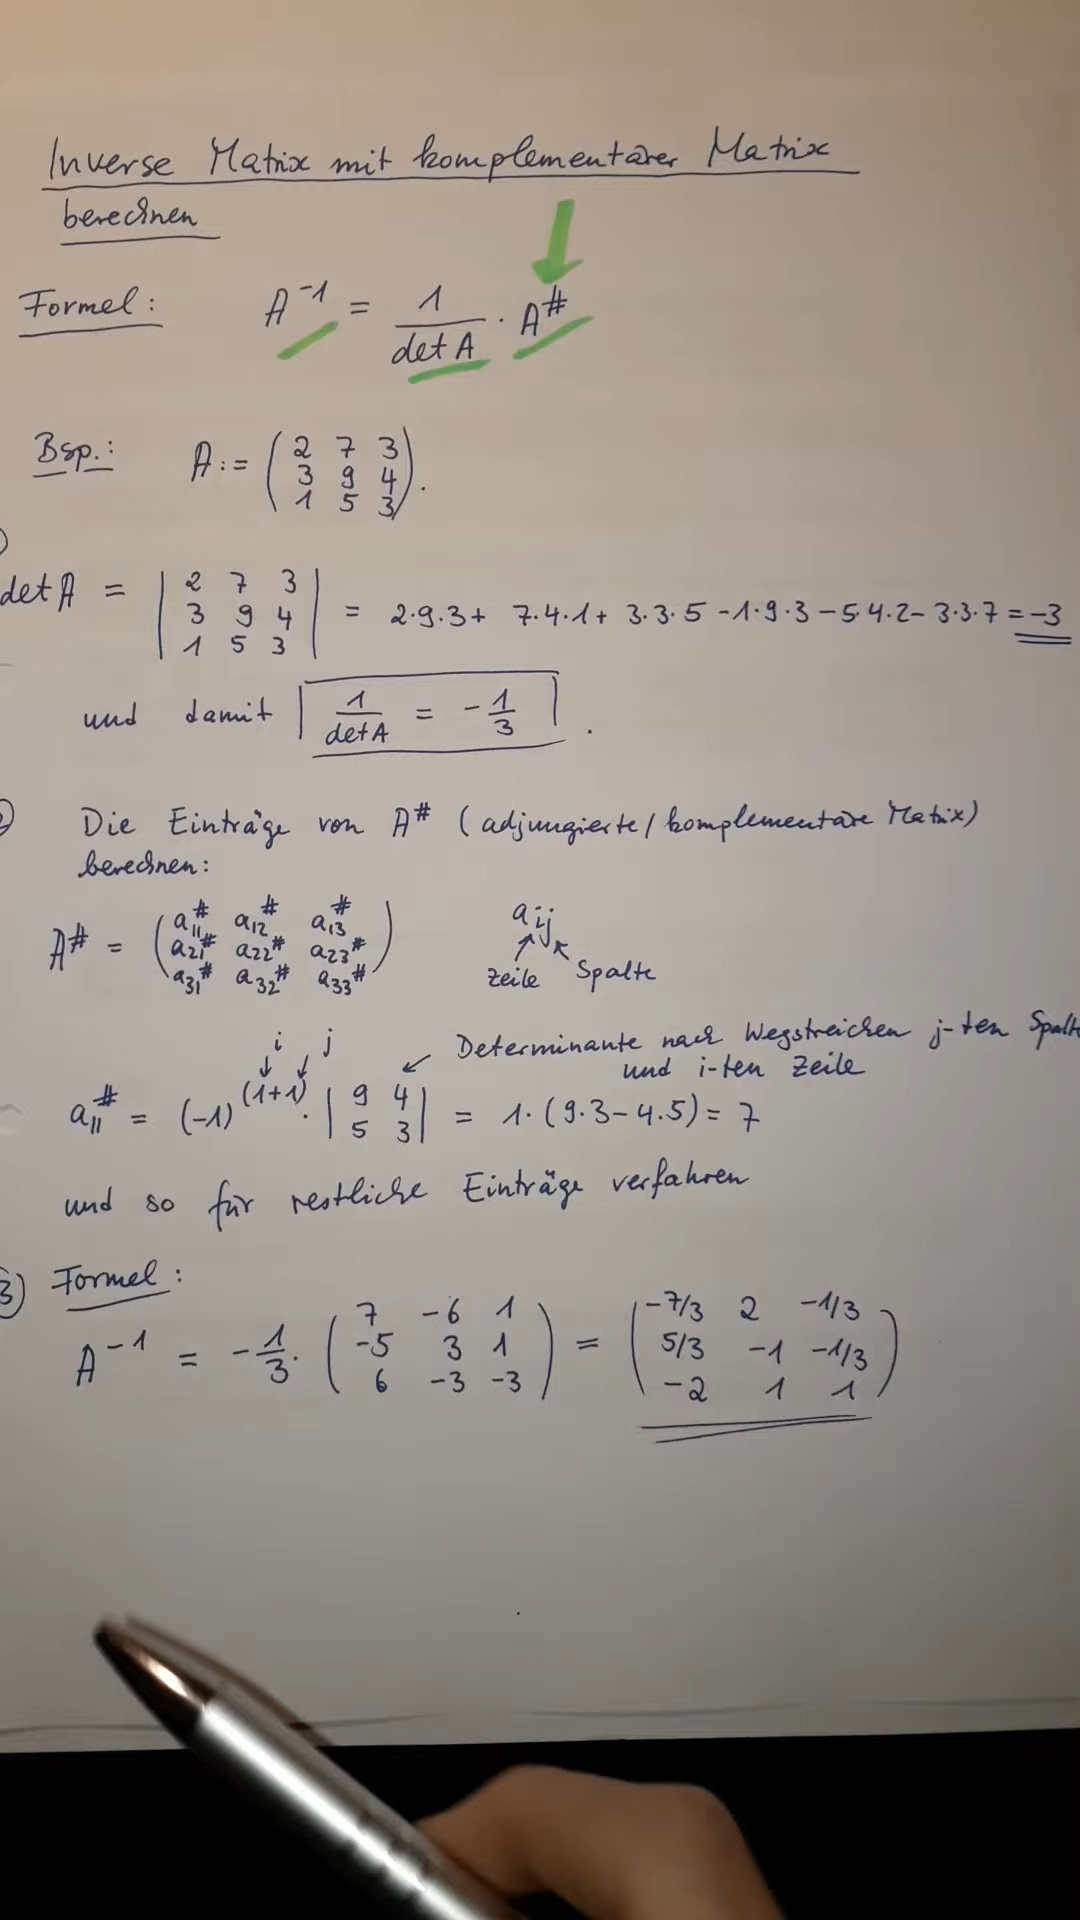 Inverse Matrix mit komplementärer Matrix
berechnen
Formel: A⁻¹ = 1/det A · A^#
Bsp.: A := (2 7 3
3 9 4
1 5 3).
det A = |2 7 3
3 9 4
1 5 3| = 2·9·3 + 7·4·1 + 3·3·5 - 1·9·3 - 5·4·2 - 3·3·7 = -3
und damit 1/det A = -1/3 .
Die Einträge von A^# (adjungierte/komplementäre Matrix)
berechnen:
A^# = (a₁₁^# a₁₂^# a₁₃^#
a₂₁^# a₂₂^# a₂₃^#
a₃₁^# a₃₂^# a₃₃^#)
a_ij
Zeile Spalte
i j
Determinante nach Wegstreichen j-ten Spalte
und i-ten Zeile
a₁₁^# = (-1)^(1+1) · |9 4
5 3| = 1·(9·3-4·5) = 7
und so für restliche Einträge verfahren
3) Formel:
A⁻¹ = -1/3 · (7 -6 1
-5 3 1
6 -3 -3) = (-7/3 2 -1/3
5/3 -1 -1/3
-2 1 1)